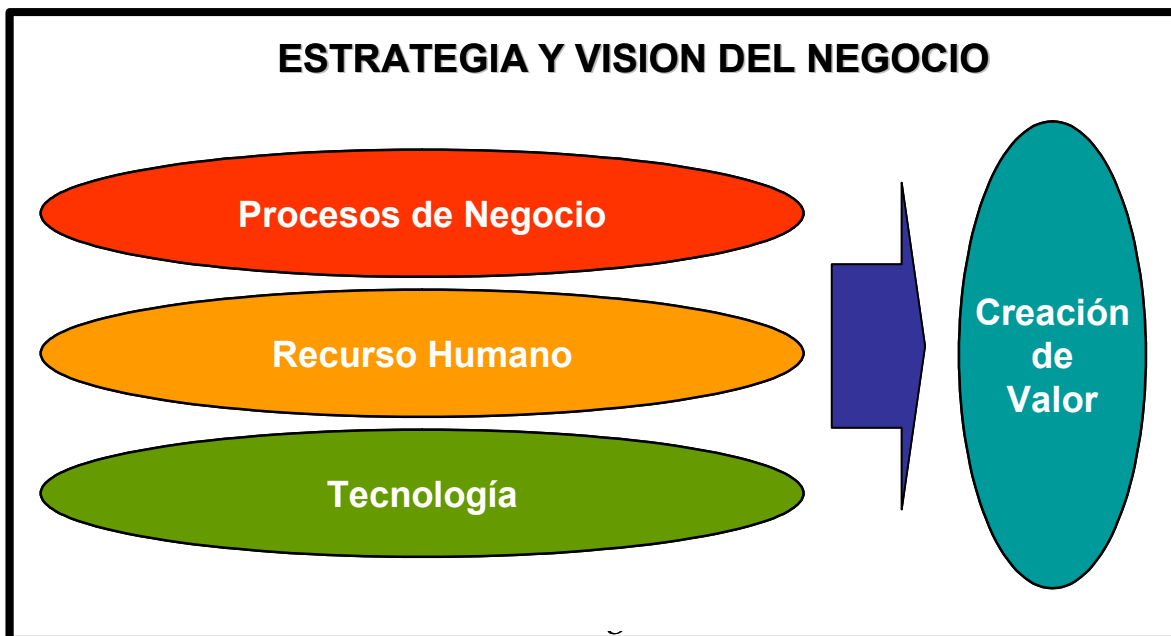 ESTRATEGIA Y VISION DEL NEGOCIO
Procesos de Negocio
Recurso Humano
Tecnología
Creación
de
Valor